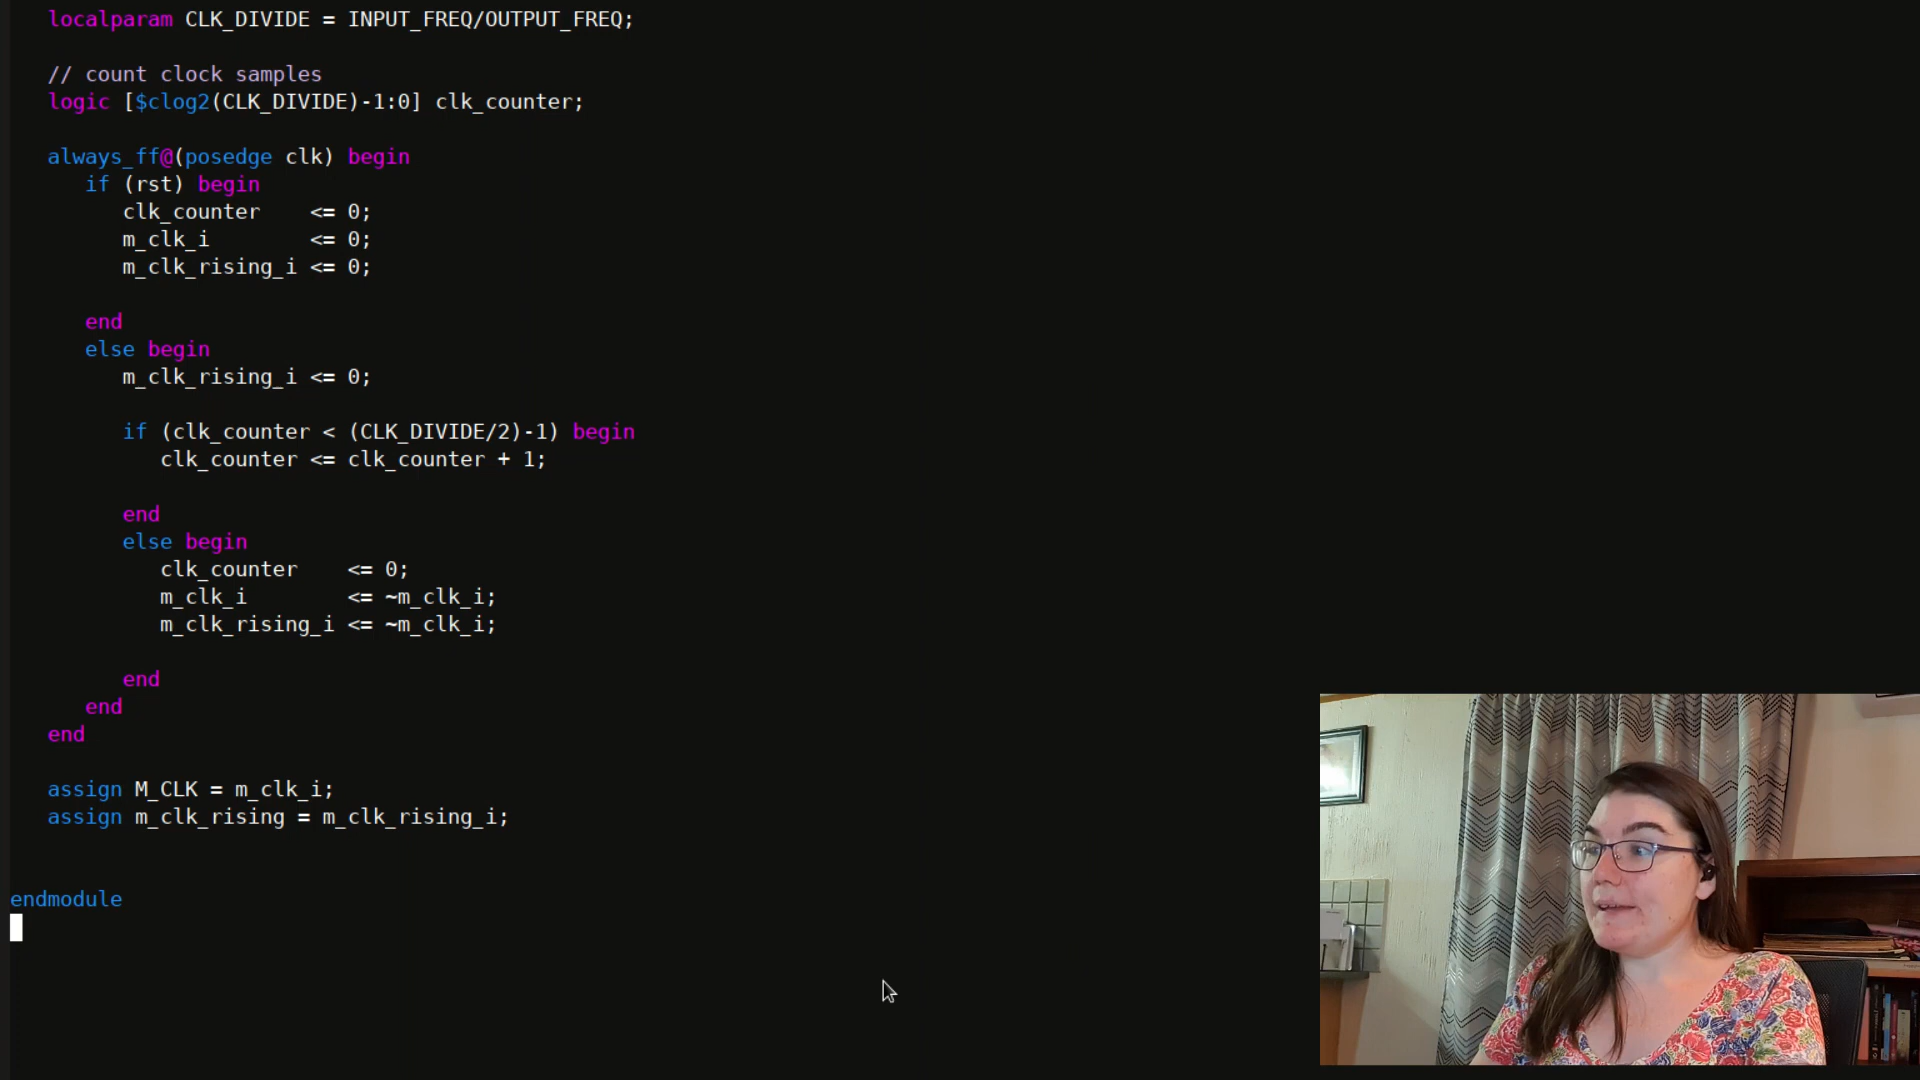 localparam CLK_DIVIDE = INPUT_FREQ/OUTPUT_FREQ;
// count clock samples
logic [$clog2(CLK_DIVIDE)-1:0] clk_counter;
always_ff@(posedge clk) begin
if (rst) begin
clk_counter <= 0;
m_clk_i <= 0;
m_clk_rising_i <= 0;
end
else begin
m_clk_rising_i <= 0;
if (clk_counter < (CLK_DIVIDE/2)-1) begin
clk_counter <= clk_counter + 1;
end
else begin
clk_counter <= 0;
m_clk_i <= ~m_clk_i;
m_clk_rising_i <= ~m_clk_i;
end
end
end
assign M_CLK = m_clk_i;
assign m_clk_rising = m_clk_rising_i;
endmodule